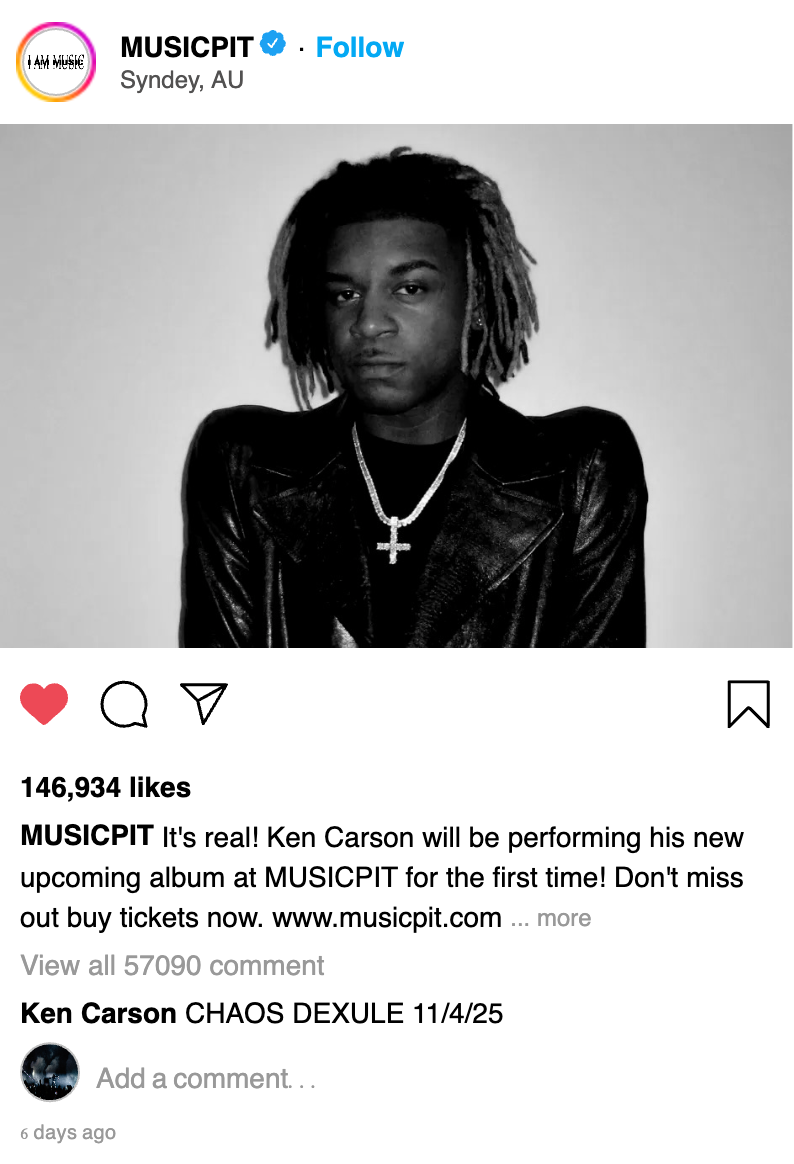 I AM MUSIC
MUSICPIT · Follow
Syndey, AU
146,934 likes
MUSICPIT It's real! Ken Carson will be performing his new
upcoming album at MUSICPIT for the first time! Don't miss
out buy tickets now. www.musicpit.com ... more
View all 57090 comment
Ken Carson CHAOS DEXULE 11/4/25
Add a comment. . .
6 days ago